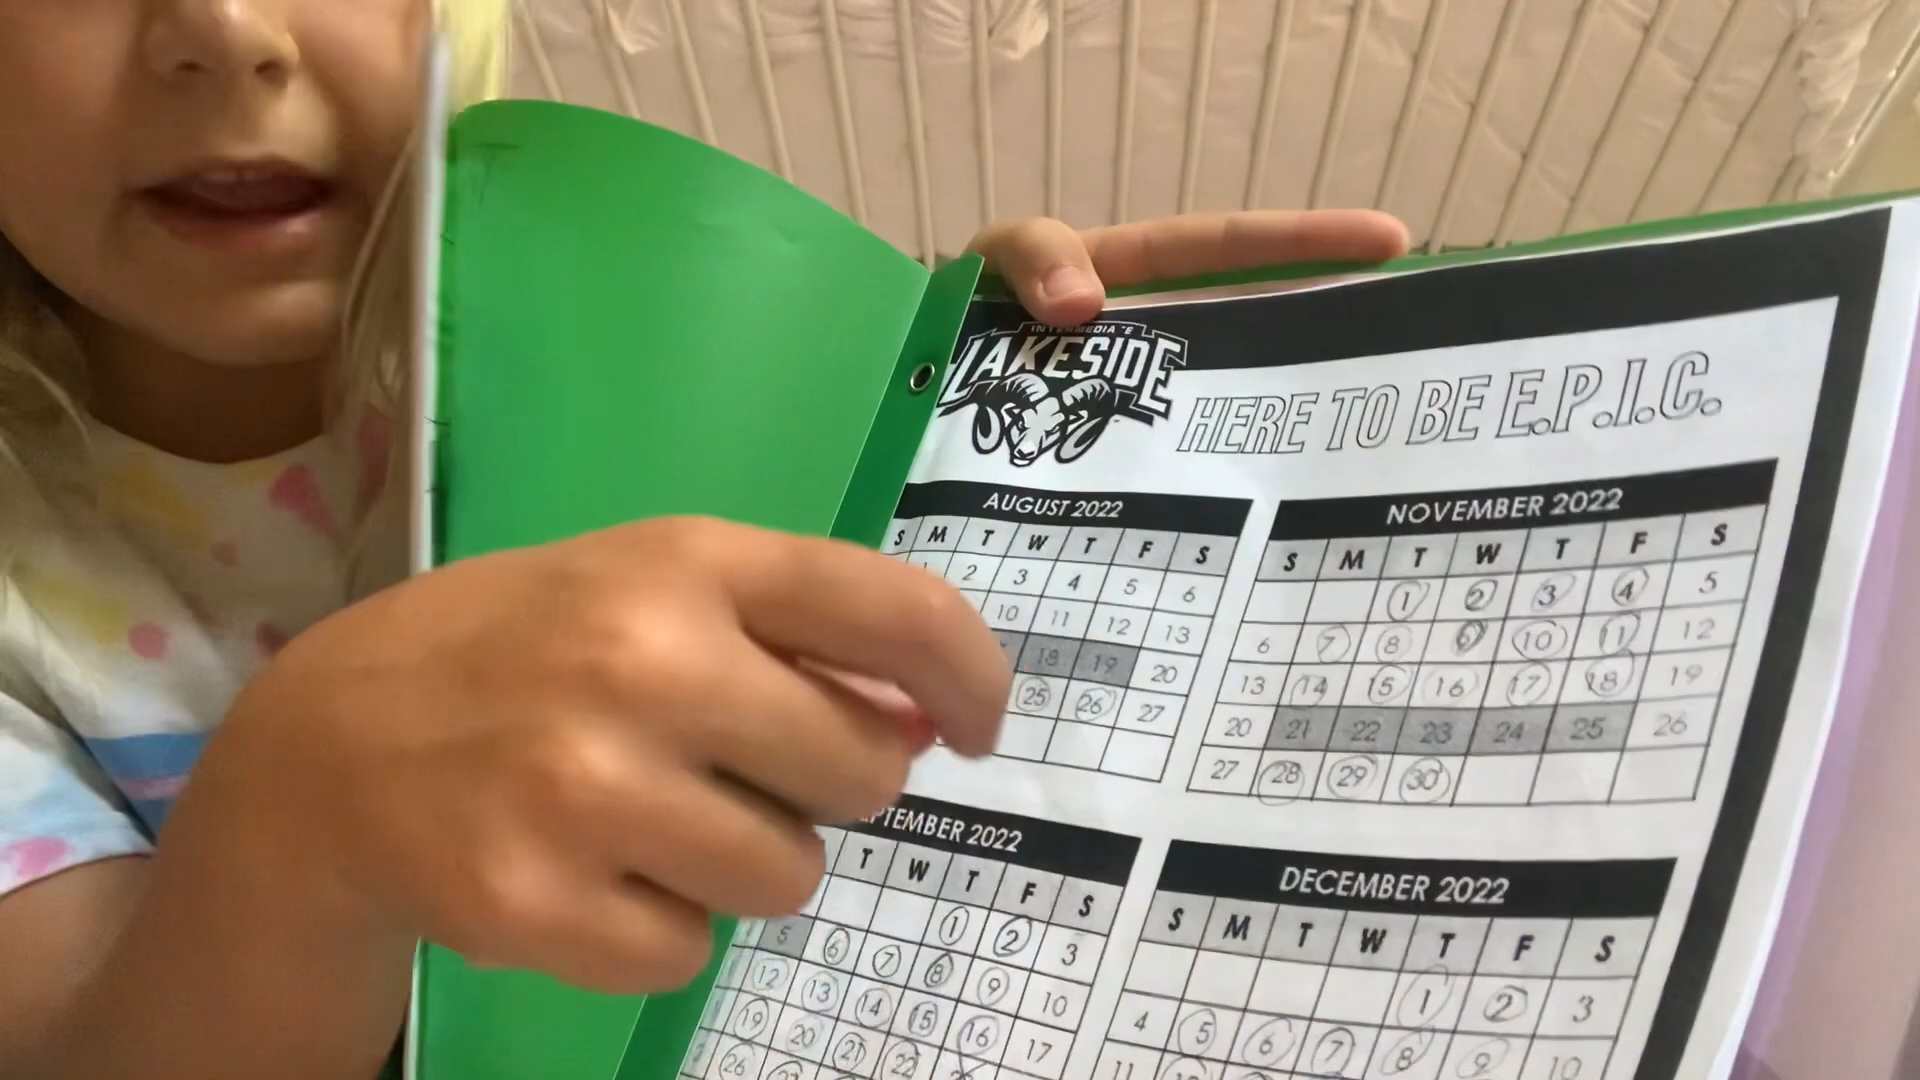 INTERMEDIATE
LAKESIDE
HERE TO BE E.P.I.C.
AUGUST 2022
S M T W T F S
1 2 3 4 5 6
10 11 12 13
18 19 20
25 26 27
NOVEMBER 2022
S M T W T F S
1 2 3 4 5
6 7 8 9 10 11 12
13 14 15 16 17 18 19
20 21 22 23 24 25 26
27 28 29 30
PTEMBER 2022
T W T F S
1 2 3
5 6 7 8 9 10
12 13 14 15 16 17
19 20 21 22
26
DECEMBER 2022
S M T W T F S
1 2 3
4 5 6 7 8 9 10
11